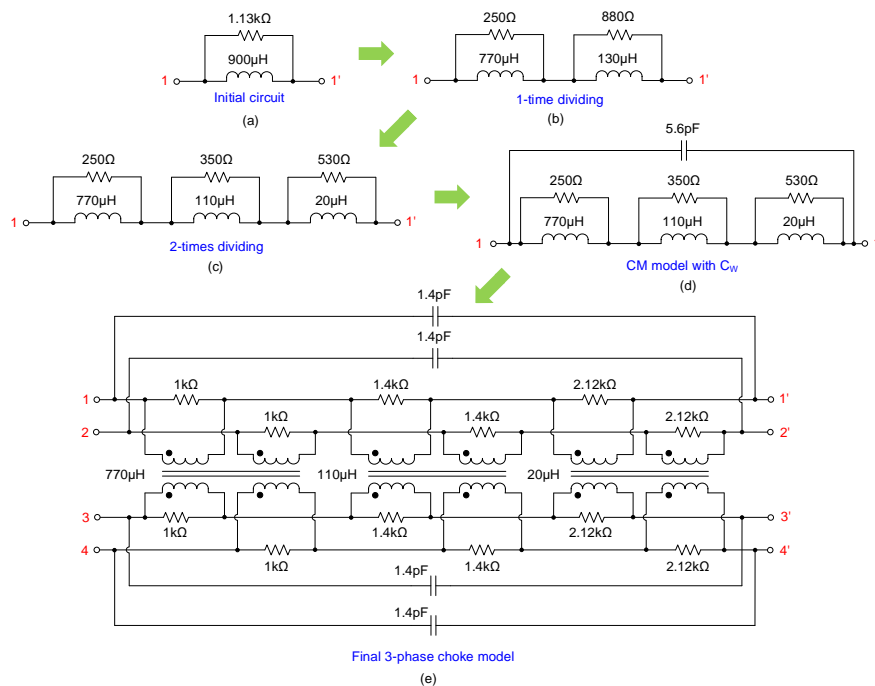 1.13kΩ
900µH
1
1'
Initial circuit
(a)
250Ω
880Ω
770µH
130µH
1
1'
1-time dividing
(b)
250Ω
350Ω
530Ω
770µH
110µH
20µH
1
1'
2-times dividing
(c)
5.6pF
250Ω
350Ω
530Ω
770µH
110µH
20µH
1
1
CM model with CW
(d)
1.4pF
1.4pF
1
1kΩ
1.4kΩ
2.12kΩ
1'
2
1kΩ
1.4kΩ
2.12kΩ
2'
770µH
110µH
20µH
3
1kΩ
1.4kΩ
2.12kΩ
3'
4
1kΩ
1.4kΩ
2.12kΩ
4'
1.4pF
1.4pF
Final 3-phase choke model
(e)